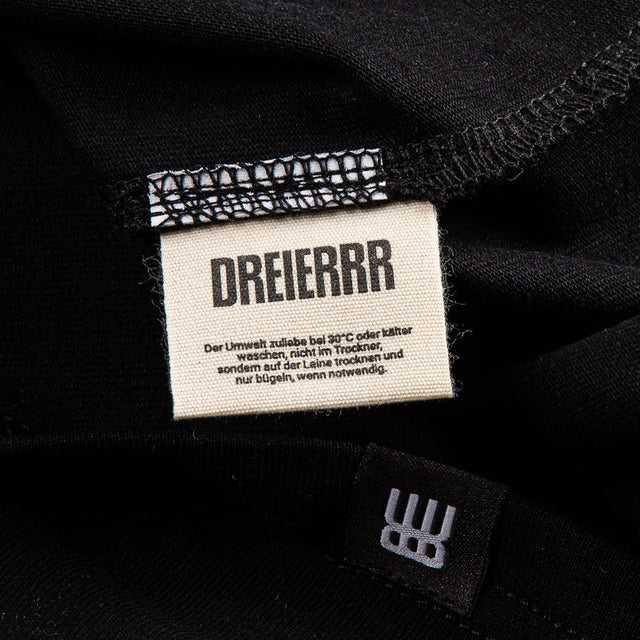 DREIERRR
Der Umwelt zuliebe bei 30°C oder kälter
waschen, nicht im Trockner,
sondern auf der Leine trocknen und
nur bügeln, wenn notwendig.